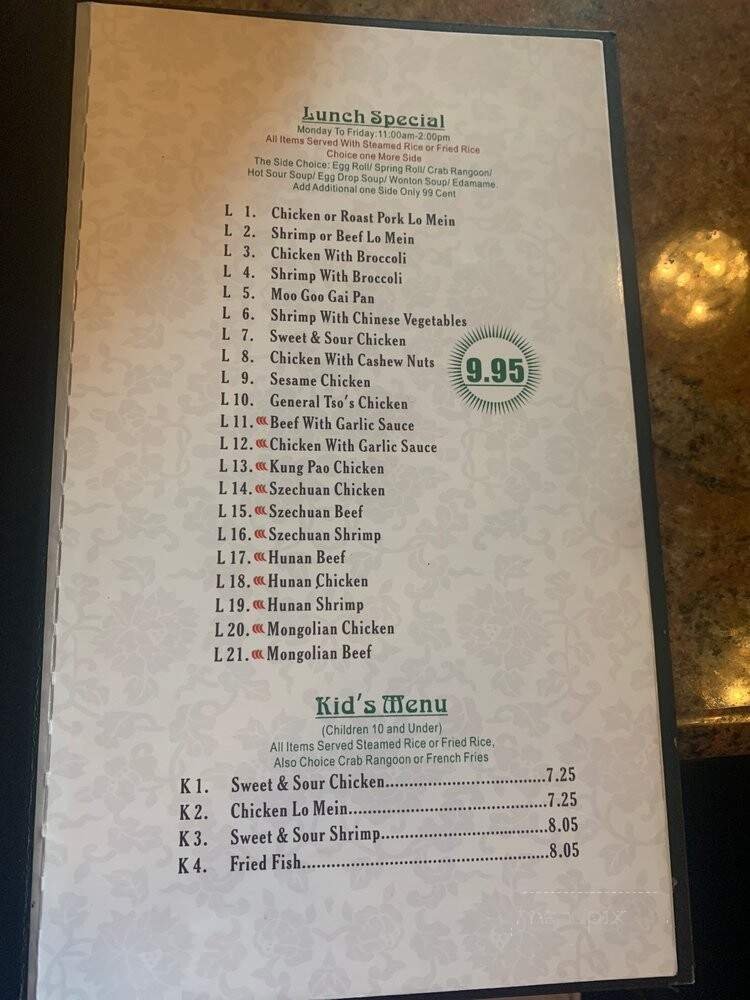 Lunch Special
Monday To Friday:11:00am-2:00pm
All Items Served With Steamed Rice or Fried Rice
Choice one More Side
The Side Choice: Egg Roll/ Spring Roll/ Crab Rangoon/
Hot Sour Soup/ Egg Drop Soup/ Wonton Soup/ Edamame.
Add Additional one Side Only 99 Cent
L 1. Chicken or Roast Pork Lo Mein
L 2. Shrimp or Beef Lo Mein
L 3. Chicken With Broccoli
L 4. Shrimp With Broccoli
L 5. Moo Goo Gai Pan
L 6. Shrimp With Chinese Vegetables
L 7. Sweet & Sour Chicken
L 8. Chicken With Cashew Nuts
9.95
L 9. Sesame Chicken
L 10. General Tso's Chicken
L 11. Beef With Garlic Sauce
L 12. Chicken With Garlic Sauce
L 13. Kung Pao Chicken
L 14. Szechuan Chicken
L 15. Szechuan Beef
L 16. Szechuan Shrimp
L 17. Hunan Beef
L 18. Hunan Chicken
L 19. Hunan Shrimp
L 20. Mongolian Chicken
L 21. Mongolian Beef
Kid's Menu
(Children 10 and Under)
All Items Served Steamed Rice or Fried Rice,
Also Choice Crab Rangoon or French Fries
K 1. Sweet & Sour Chicken.................................7.25
K 2. Chicken Lo Mein.........................................7.25
K 3. Sweet & Sour Shrimp..................................8.05
K 4. Fried Fish...................................................8.05